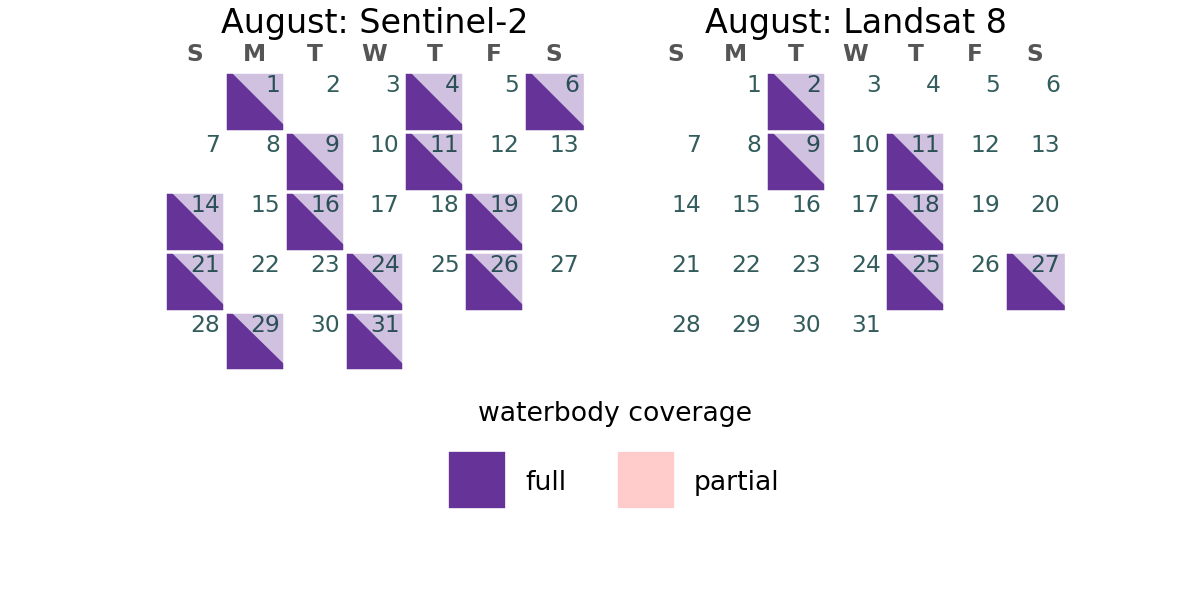 August: Sentinel-2
S M T W T F S
1 2 3 4 5 6
7 8 9 10 11 12 13
14 15 16 17 18 19 20
21 22 23 24 25 26 27
28 29 30 31
August: Landsat 8
S M T W T F S
1 2 3 4 5 6
7 8 9 10 11 12 13
14 15 16 17 18 19 20
21 22 23 24 25 26 27
28 29 30 31
waterbody coverage
full partial